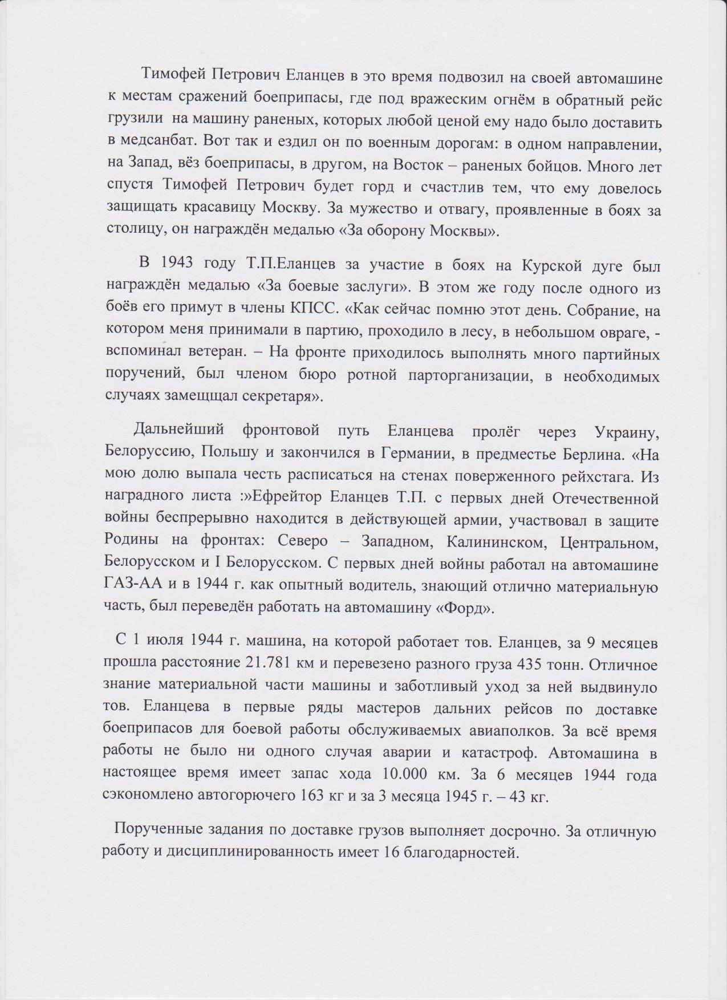 Тимофей Петрович Еланцев в это время подвозил на своей автомашине
к местам сражений боеприпасы, где под вражеским огнём в обратный рейс
грузили  на машину раненых, которых любой ценой ему надо было доставить
в медсанбат. Вот так и ездил он по военным дорогам: в одном направлении,
на Запад, вёз боеприпасы, в другом, на Восток – раненых бойцов. Много лет
спустя Тимофей Петрович будет горд и счастлив тем, что ему довелось
защищать красавицу Москву. За мужество и отвагу, проявленные в боях за
столицу, он награждён медалью «За оборону Москвы».
В 1943 году Т.П.Еланцев за участие в боях на Курской дуге был
награждён медалью «За боевые заслуги». В этом же году после одного из
боёв его примут в члены КПСС. «Как сейчас помню этот день. Собрание, на
котором меня принимали в партию, проходило в лесу, в небольшом овраге, -
вспоминал ветеран. – На фронте приходилось выполнять много партийных
поручений, был членом бюро ротной парторганизации, в необходимых
случаях замещщал секретаря».
Дальнейший фронтовой путь Еланцева пролёг через Украину,
Белоруссию, Польшу и закончился в Германии, в предместье Берлина. «На
мою долю выпала честь расписаться на стенах поверженного рейхстага. Из
наградного листа :»Ефрейтор Еланцев Т.П. с первых дней Отечественной
войны беспрерывно находится в действующей армии, участвовал в защите
Родины на фронтах: Северо – Западном, Калининском, Центральном,
Белорусском и I Белорусском. С первых дней войны работал на автомашине
ГАЗ-АА и в 1944 г. как опытный водитель, знающий отлично материальную
часть, был переведён работать на автомашину «Форд».
С 1 июля 1944 г. машина, на которой работает тов. Еланцев, за 9 месяцев
прошла расстояние 21.781 км и перевезено разного груза 435 тонн. Отличное
знание материальной части машины и заботливый уход за ней выдвинуло
тов. Еланцева в первые ряды мастеров дальних рейсов по доставке
боеприпасов для боевой работы обслуживаемых авиаполков. За всё время
работы не было ни одного случая аварии и катастроф. Автомашина в
настоящее время имеет запас хода 10.000 км. За 6 месяцев 1944 года
сэкономлено автогорючего 163 кг и за 3 месяца 1945 г. – 43 кг.
Порученные задания по доставке грузов выполняет досрочно. За отличную
работу и дисциплинированность имеет 16 благодарностей.